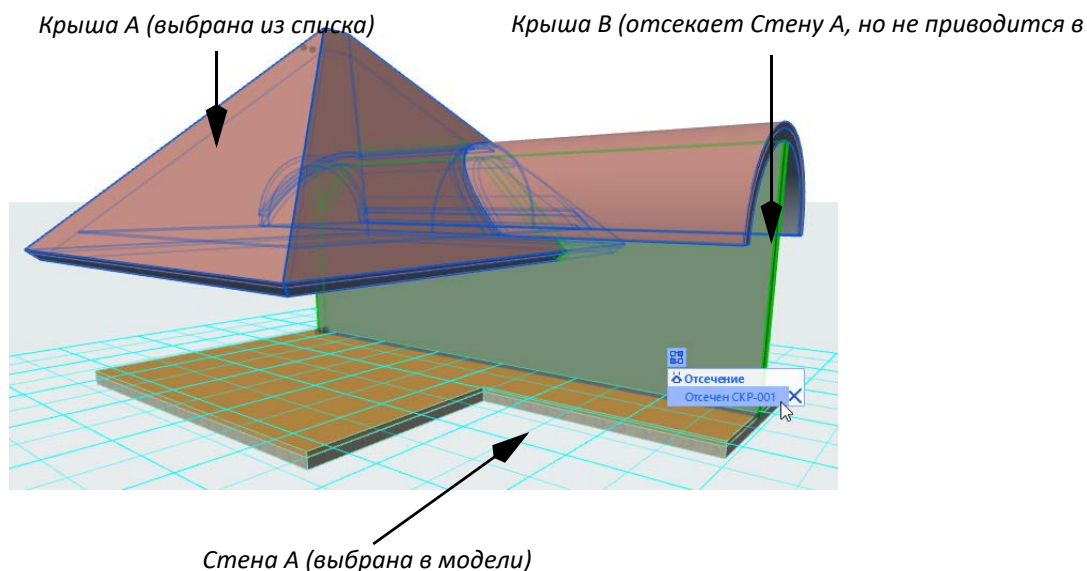 Крыша А (выбрана из списка)
Крыша В (отсекает Стену А, но не приводится в
Отсечение
Отсечен СКР-001
Стена А (выбрана в модели)